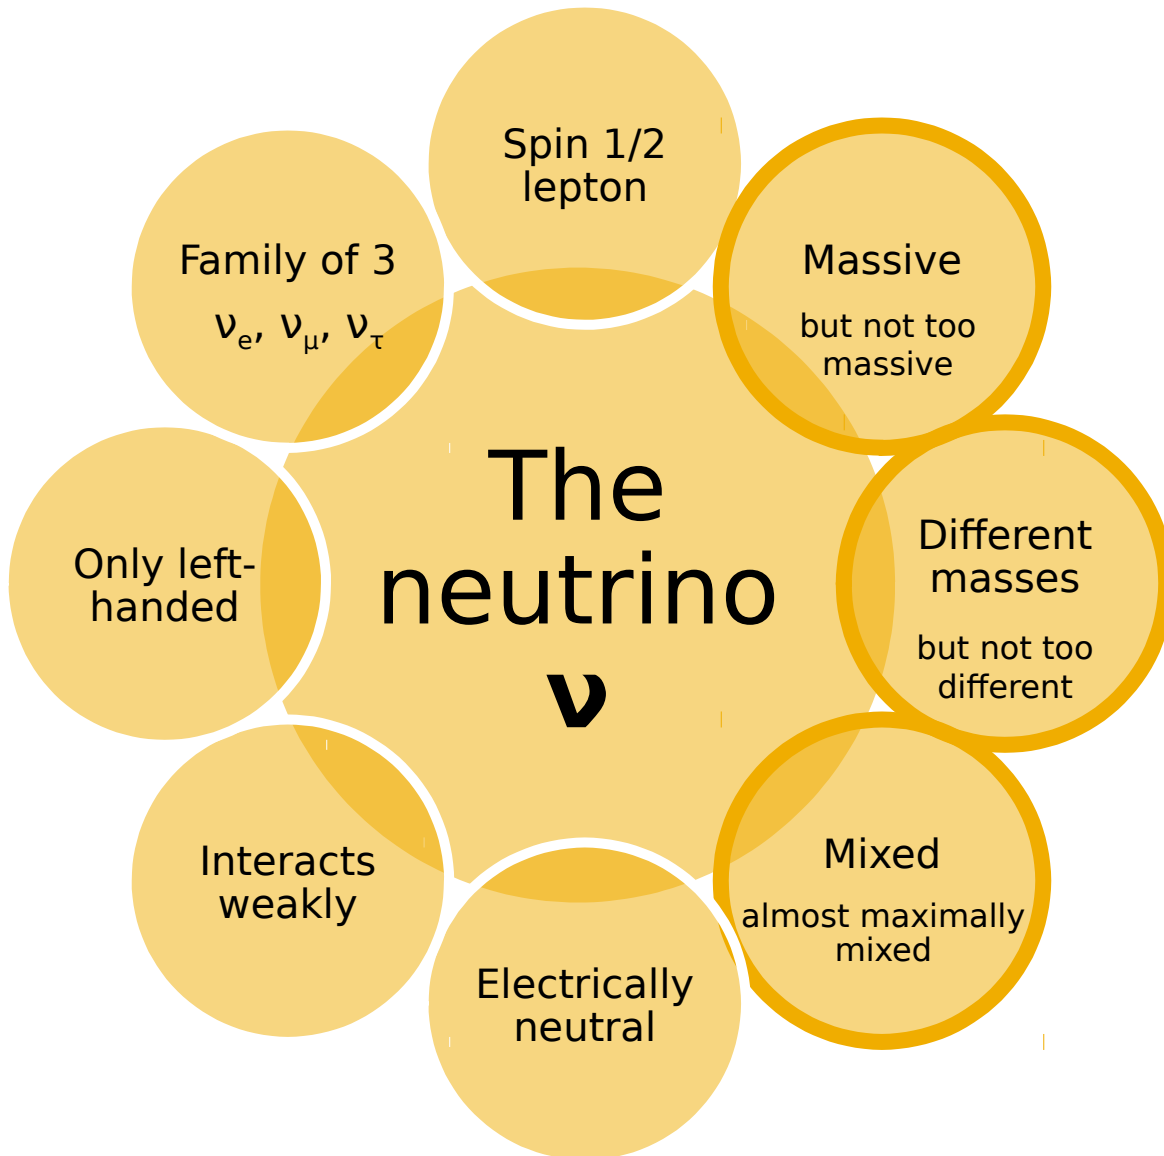 The
neutrino
ν
Spin 1/2
lepton
Massive
but not too
massive
Different
masses
but not too
different
Mixed
almost maximally
mixed
Electrically
neutral
Interacts
weakly
Only left-
handed
Family of 3
νe, νμ, ντ